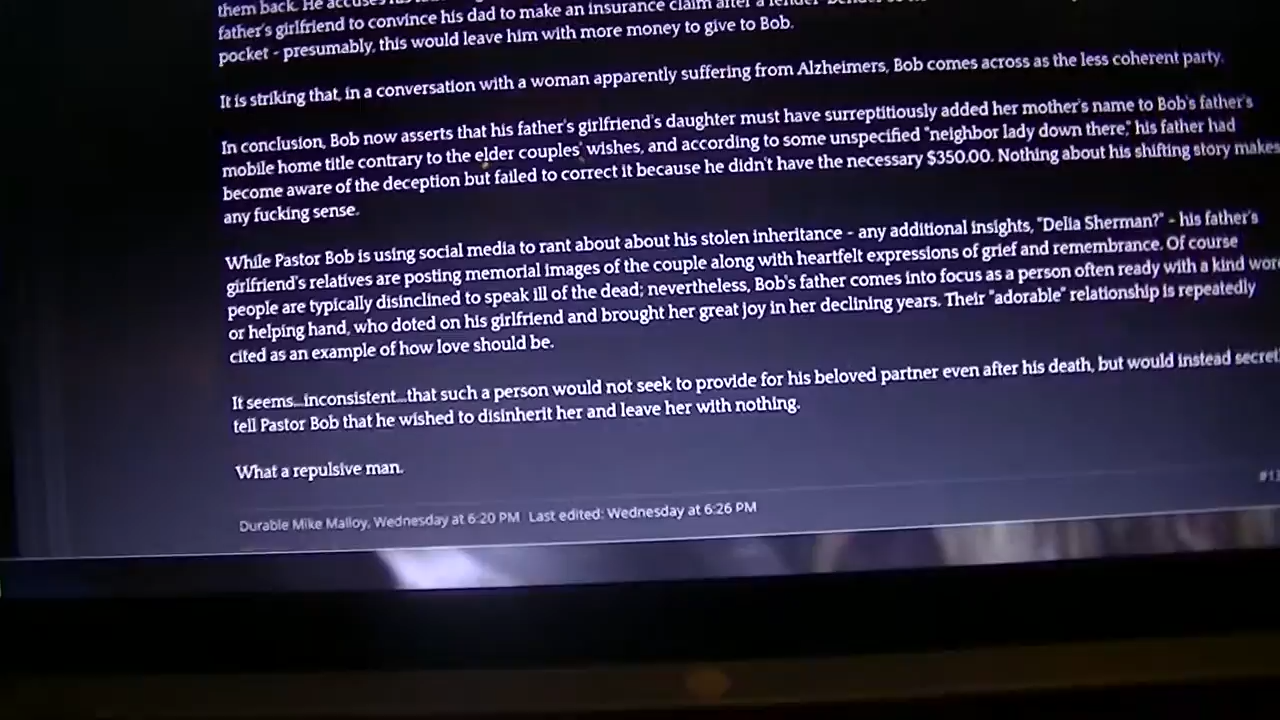 them back. He
father's girlfriend to convince his dad to make an insurance claim after a
pocket - presumably, this would leave him with more money to give to Bob.
It is striking that, in a conversation with a woman apparently suffering from Alzheimers, Bob comes across as the less coherent party.
In conclusion, Bob now asserts that his father's girlfriend's daughter must have surreptitiously added her mother's name to Bob's father's
mobile home title contrary to the elder couples' wishes, and according to some unspecified "neighbor lady down there," his father had
become aware of the deception but failed to correct it because he didn't have the necessary $350.00. Nothing about his shifting story makes
any fucking sense.
While Pastor Bob is using social media to rant about about his stolen inheritance - any additional insights, "Delia Sherman?" - his father's
girlfriend's relatives are posting memorial images of the couple along with heartfelt expressions of grief and remembrance. Of course
people are typically disinclined to speak ill of the dead; nevertheless, Bob's father comes into focus as a person often ready with a kind wor
or helping hand, who doted on his girlfriend and brought her great joy in her declining years. Their "adorable" relationship is repeatedly
cited as an example of how love should be.
It seems...inconsistent...that such a person would not seek to provide for his beloved partner even after his death, but would instead secret
tell Pastor Bob that he wished to disinherit her and leave her with nothing.
What a repulsive man.
Durable Mike Malloy, Wednesday at 6:20 PM Last edited: Wednesday at 6:26 PM